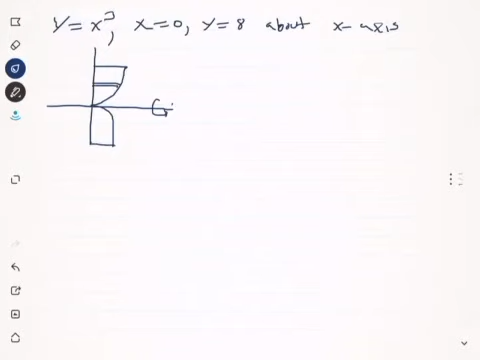 y = x³, x=0, y=8 about x-axis